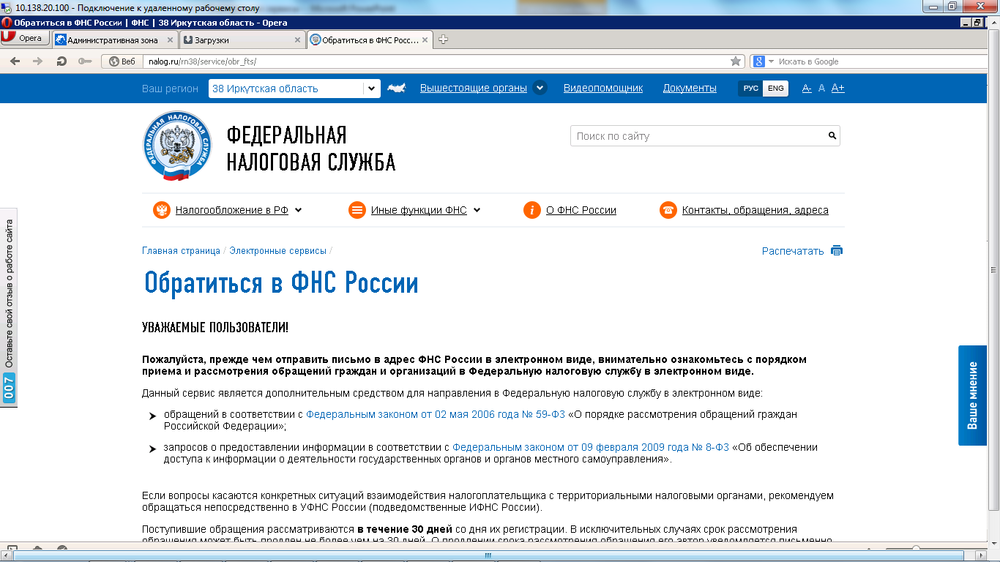 10.138.20.100 - Подключение к удаленному рабочему столу
Обратиться в ФНС России | ФНС | 38 Иркутская область - Opera
Opera
Административная зона
Загрузки
Обратиться в ФНС Росс...
Веб
nalog.ru/rn38/service/obr_fts/
Искать в Google
Ваш регион
38 Иркутская область
Вышестоящие органы
Видеопомощник
Документы
РУС
ENG
A-
A
A+
ФЕДЕРАЛЬНАЯ НАЛОГОВАЯ СЛУЖБА
ФЕДЕРАЛЬНАЯ
НАЛОГОВАЯ СЛУЖБА
Поиск по сайту
Налогообложение в РФ
Иные функции ФНС
О ФНС России
Контакты, обращения, адреса
Главная страница / Электронные сервисы /
Распечатать
Обратиться в ФНС России
УВАЖАЕМЫЕ ПОЛЬЗОВАТЕЛИ!
Пожалуйста, прежде чем отправить письмо в адрес ФНС России в электронном виде, внимательно ознакомьтесь с порядком
приема и рассмотрения обращений граждан и организаций в Федеральную налоговую службу в электронном виде.
Данный сервис является дополнительным средством для направления в Федеральную налоговую службу в электронном виде:
обращений в соответствии с Федеральным законом от 02 мая 2006 года № 59-ФЗ «О порядке рассмотрения обращений граждан
Российской Федерации»;
запросов о предоставлении информации в соответствии с Федеральным законом от 09 февраля 2009 года № 8-ФЗ «Об обеспечении
доступа к информации о деятельности государственных органов и органов местного самоуправления».
Если вопросы касаются конкретных ситуаций взаимодействия налогоплательщика с территориальными налоговыми органами, рекомендуем
обращаться непосредственно в УФНС России (подведомственные ИФНС России).
Поступившие обращения рассматриваются в течение 30 дней со дня их регистрации. В исключительных случаях срок рассмотрения
обращения может быть продлен не более чем на 30 дней. О продлении срока рассмотрения обращения его автор уведомляется письменно
Оставьте свой отзыв о работе сайта
007
Ваше мнение